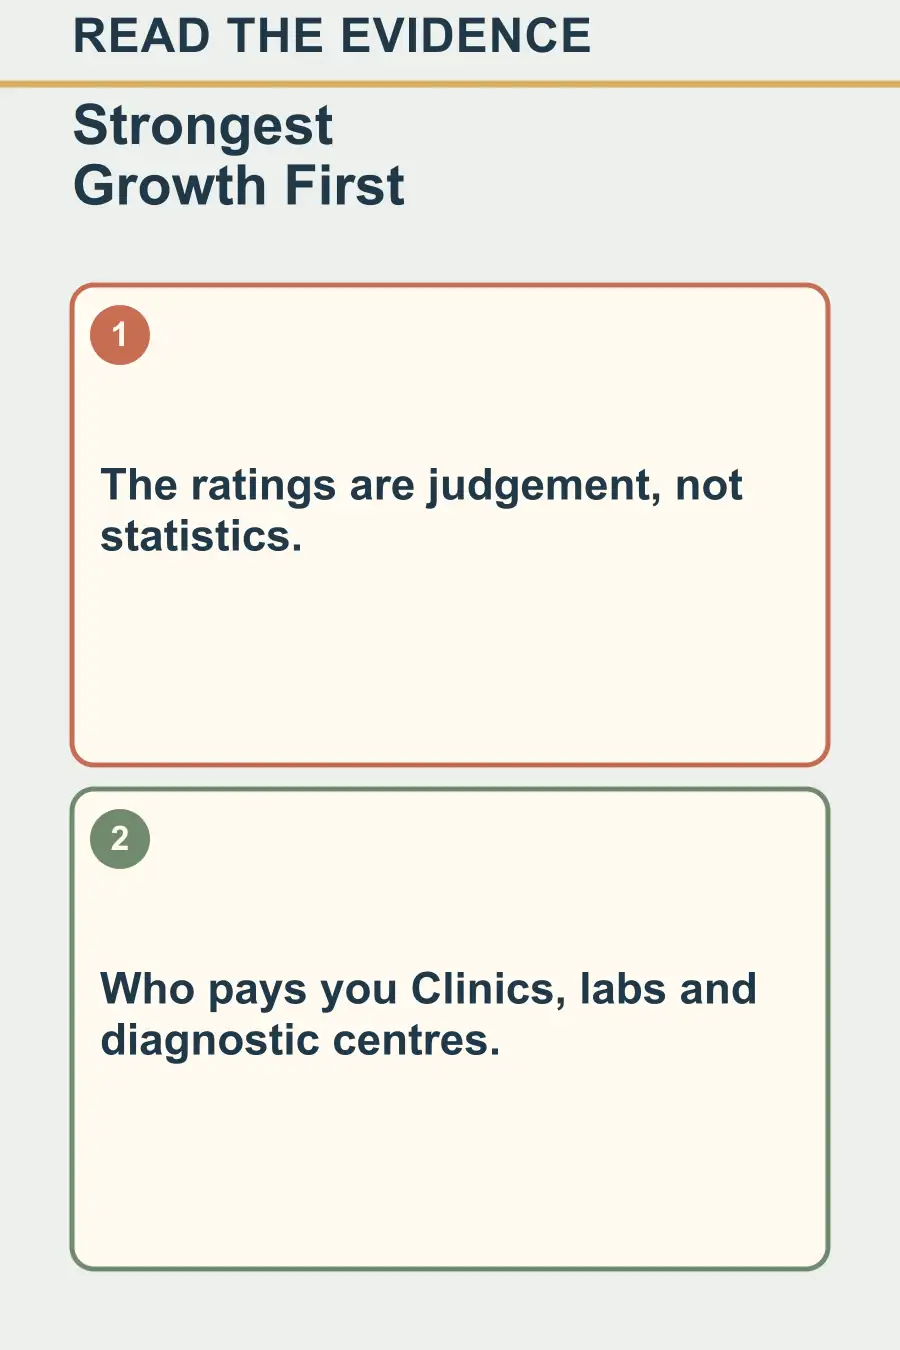 READ THE EVIDENCE
Strongest
Growth First
1
The ratings are judgement, not
statistics.
2
Who pays you Clinics, labs and
diagnostic centres.